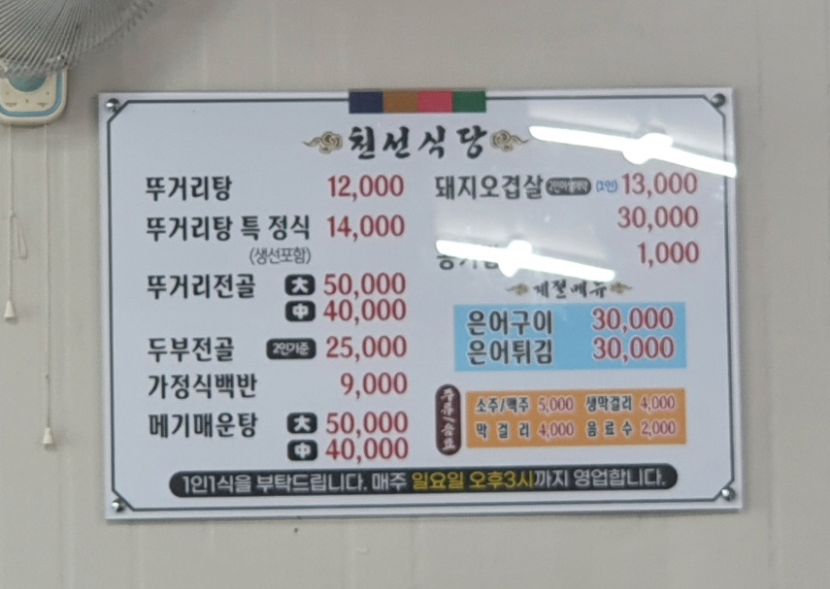 천선식당
뚜거리탕 12,000
뚜거리탕 특 정식 14,000
(생선포함)
뚜거리전골 大 50,000
中 40,000
두부전골 2인기준 25,000
가정식백반 9,000
메기매운탕 大 50,000
中 40,000
돼지오겹살 (1인) 13,000
30,000
1,000
계절메뉴
은어구이 30,000
은어튀김 30,000
소주/맥주 5,000 생막걸리 4,000
막걸리 4,000 음료수 2,000
1인1식을 부탁드립니다. 매주 일요일 오후3시까지 영업합니다.